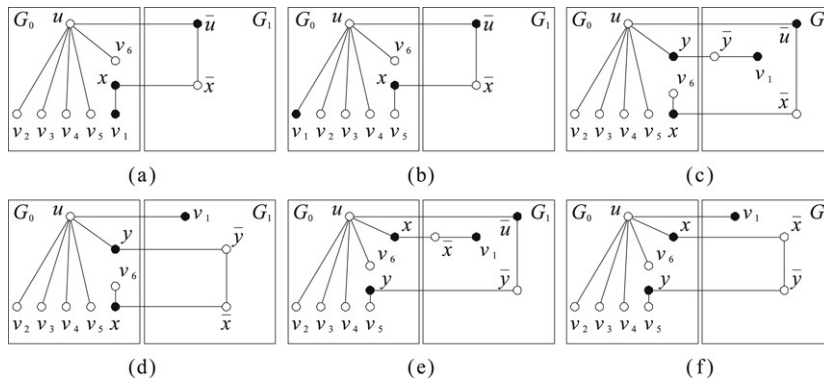 G₀ u ū G₁
v₆
x x̄
v₂ v₃ v₄ v₅ v₁
(a)
G₀ u ū G₁
v₆
x x̄
v₁ v₂ v₃ v₄ v₅
(b)
G₀ u y ȳ ū G
v₆ v₁
x̄
v₂ v₃ v₄ v₅ x
(c)
G₀ u v₁ G₁
y ȳ
v₆
v₂ v₃ v₄ v₅ x x̄
(d)
G₀ u x ū G₁
v₆ x̄ v₁
y ȳ
v₂ v₃ v₄ v₅
(e)
G₀ u v₁ G
x x̄
v₆
y ȳ
v₂ v₃ v₄ v₅
(f)